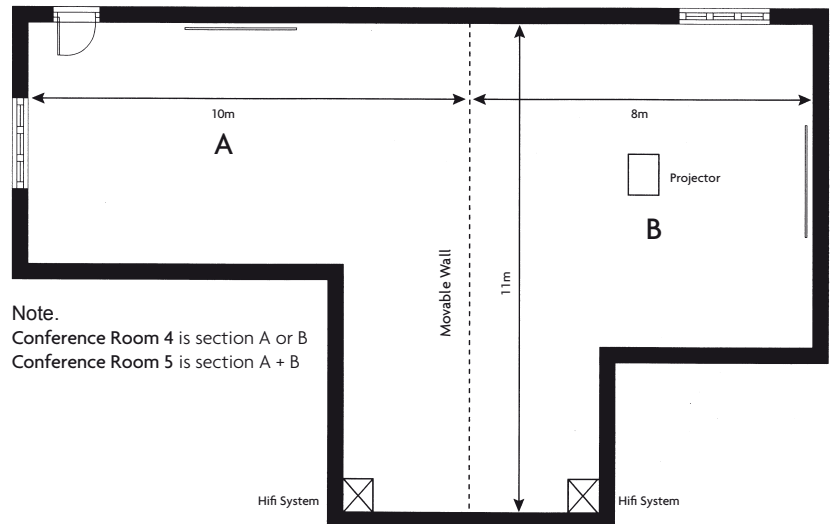 10m
8m
A
Projector
B
Movable Wall
11m
Note.
Conference Room 4 is section A or B
Conference Room 5 is section A + B
Hifi System
Hifi System